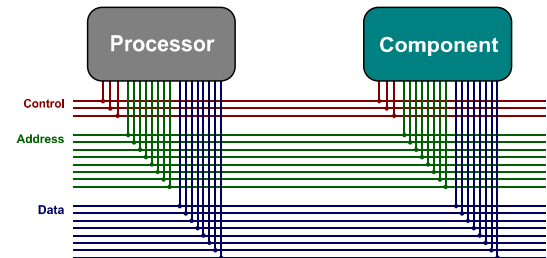 Processor
Component
Control
Address
Data